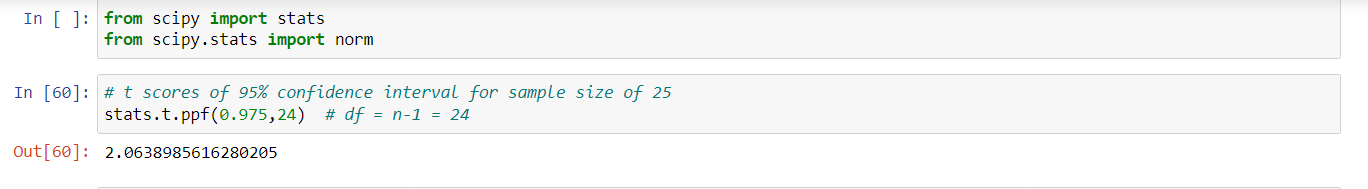 In [ ]: from scipy import stats
from scipy.stats import norm
In [60]: # t scores of 95% confidence interval for sample size of 25
stats.t.ppf(0.975,24)  # df = n-1 = 24
Out[60]: 2.0638985616280205